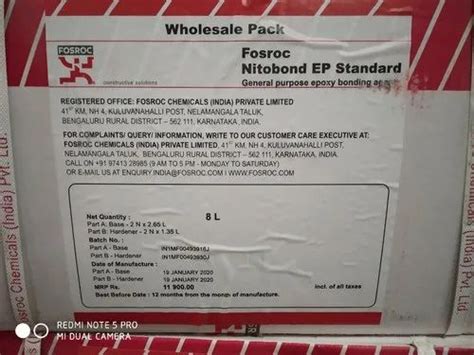 Wholesale Pack
FOSROC
constructive solutions
Fosroc
Nitobond EP Standard
General purpose epoxy bonding
REGISTERED OFFICE: FOSROC CHEMICALS (INDIA) PRIVATE LIMITED
41ST KM, NH 4, KULUVANAHALLI POST, NELAMANGALA TALUK,
BENGALURU RURAL DISTRICT – 562 111, KARNATAKA, INDIA.
FOR COMPLAINTS/ QUERY/ INFORMATION, WRITE TO OUR CUSTOMER CARE EXECUTIVE AT:
FOSROC CHEMICALS (INDIA) PRIVATE LIMITED, 41ST KM, NH 4, KULUVANAHALLI POST,
NELAMANGALA TALUK, BENGALURU RURAL DISTRICT – 562 111, KARNATAKA, INDIA.
CALL ON +91 97413 28985 (9 AM TO 5 PM - MONDAY TO SATURDAY)
OR E-MAIL US AT ENQUIRY.INDIA@FOSROC.COM / WWW.FOSROC.COM
Net Quantity : 8 L
Part A: Base - 2 N x 2.65 L
Part B: Hardener - 2 N x 1.35 L
Batch No. :
Part A - Base
Part B - Hardener
Date of Manufacture :
Part A - Base 19 JANUARY 2020
Part B - Hardener 19 JANUARY 2020
MRP Rs. 11 900.00 incl. of all taxes
Best Before Date : 12 months from the month of manufacture.
Fosroc Chemicals (India) Pvt. Ltd.
REDMI NOTE 5 PRO
MI DUAL CAMERA